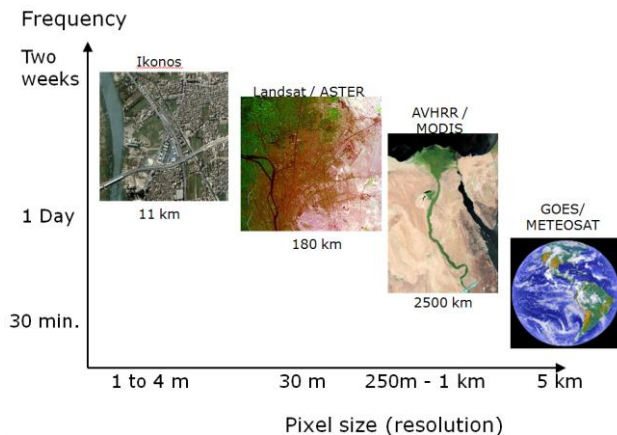 Frequency
Two
weeks
Ikonos
Landsat / ASTER
AVHRR /
MODIS
11 km
1 Day
GOES/
METEOSAT
180 km
2500 km
30 min.
1 to 4 m
30 m
250m - 1 km
5 km
Pixel size (resolution)